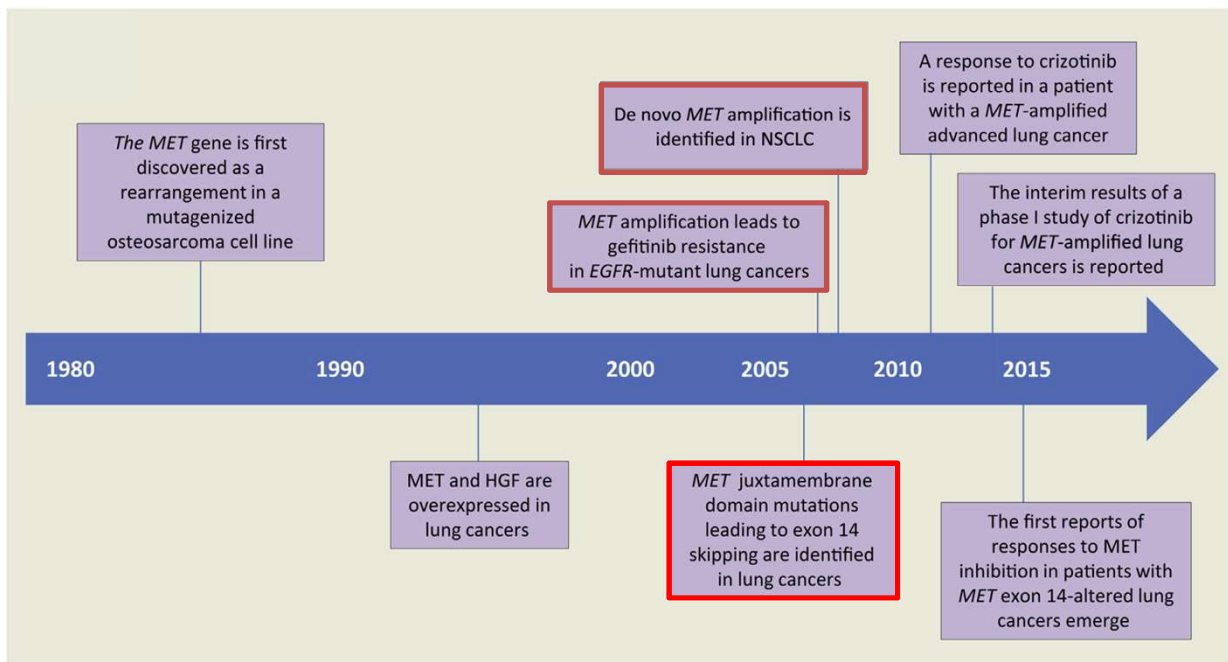 The MET gene is first
discovered as a
rearrangement in a
mutagenized
osteosarcoma cell line
De novo MET amplification is
identified in NSCLC
MET amplification leads to
gefitinib resistance
in EGFR-mutant lung cancers
A response to crizotinib
is reported in a patient
with a MET-amplified
advanced lung cancer
The interim results of a
phase I study of crizotinib
for MET-amplified lung
cancers is reported
1980
1990
2000
2005
2010
2015
MET and HGF are
overexpressed in
lung cancers
MET juxtamembrane
domain mutations
leading to exon 14
skipping are identified
in lung cancers
The first reports of
responses to MET
inhibition in patients with
MET exon 14-altered lung
cancers emerge